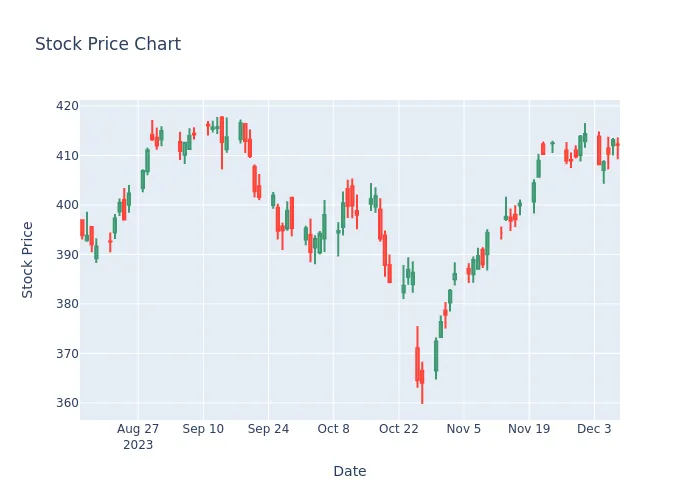 Stock Price Chart
420
410
400
390
380
370
360
Stock Price
Aug 27
2023
Sep 10
Sep 24
Oct 8
Oct 22
Nov 5
Nov 19
Dec 3
Date